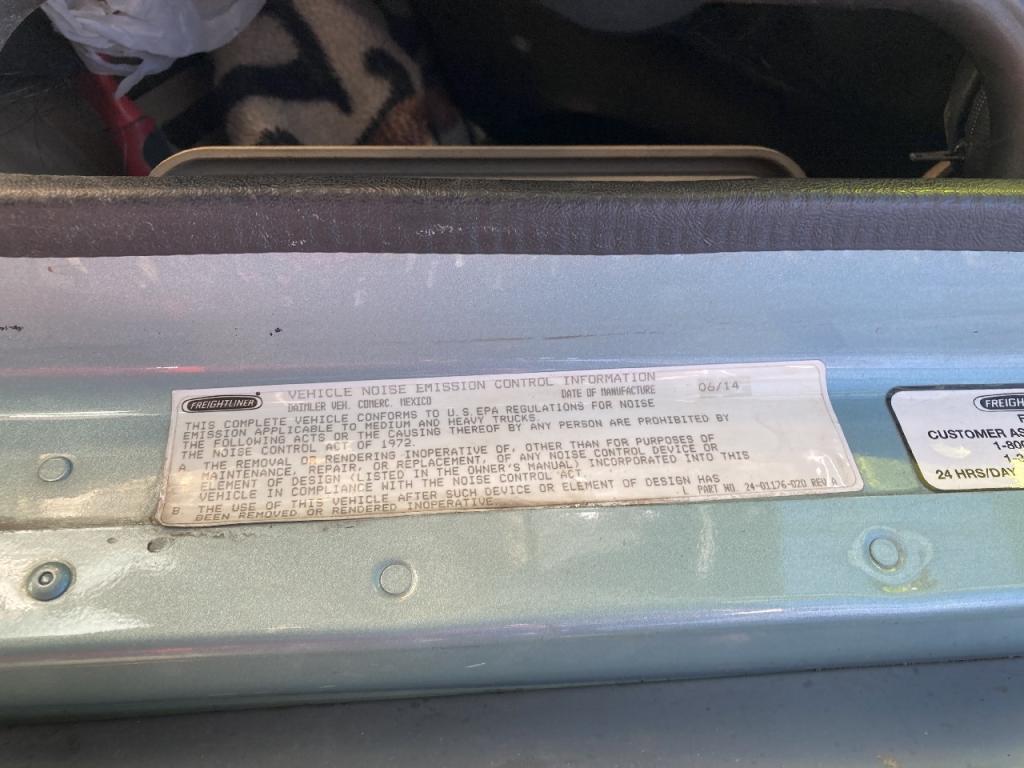 FREIGHTLINER
VEHICLE NOISE EMISSION CONTROL INFORMATION
DAIMLER VEH. COMERC. MEXICO DATE OF MANUFACTURE 06/14
THIS COMPLETE VEHICLE CONFORMS TO U.S.EPA REGULATIONS FOR NOISE
EMISSION APPLICABLE TO MEDIUM AND HEAVY TRUCKS.
THE FOLLOWING ACTS OR THE CAUSING THEREOF BY ANY PERSON ARE PROHIBITED BY
THE NOISE CONTROL ACT OF 1972.
A THE REMOVAL OR RENDERING INOPERATIVE OF, OTHER THAN FOR PURPOSES OF
MAINTENANCE, REPAIR, OR REPLACEMENT, OF ANY NOISE CONTROL DEVICE OR
ELEMENT OF DESIGN (LISTED IN THE OWNER'S MANUAL) INCORPORATED INTO THIS
VEHICLE IN COMPLIANCE WITH THE NOISE CONTROL ACT.
B. THE USE OF THIS VEHICLE AFTER SUCH DEVICE OR ELEMENT OF DESIGN HAS
BEEN REMOVED OR RENDERED INOPERATIVE.
PART NO. 24-01176-020 REV A
FREIGHTL
CUSTOMER AS
1-800
24 HRS/DAY